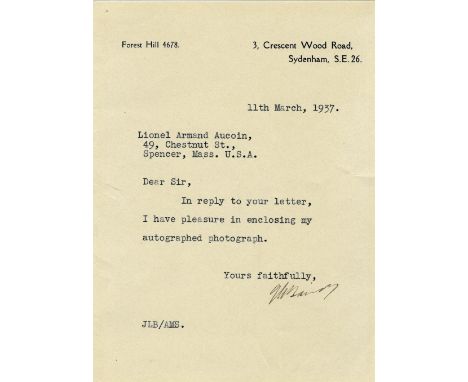 Forest Hill 4678.
3, Crescent Wood Road,
Sydenham, S.E. 26.
11th March, 1937.
Lionel Armand Aucoin,
49, Chestnut St.,
Spencer, Mass. U.S.A.
Dear Sir,
In reply to your letter,
I have pleasure in enclosing my
autographed photograph.
Yours faithfully,
JLB/AMS.